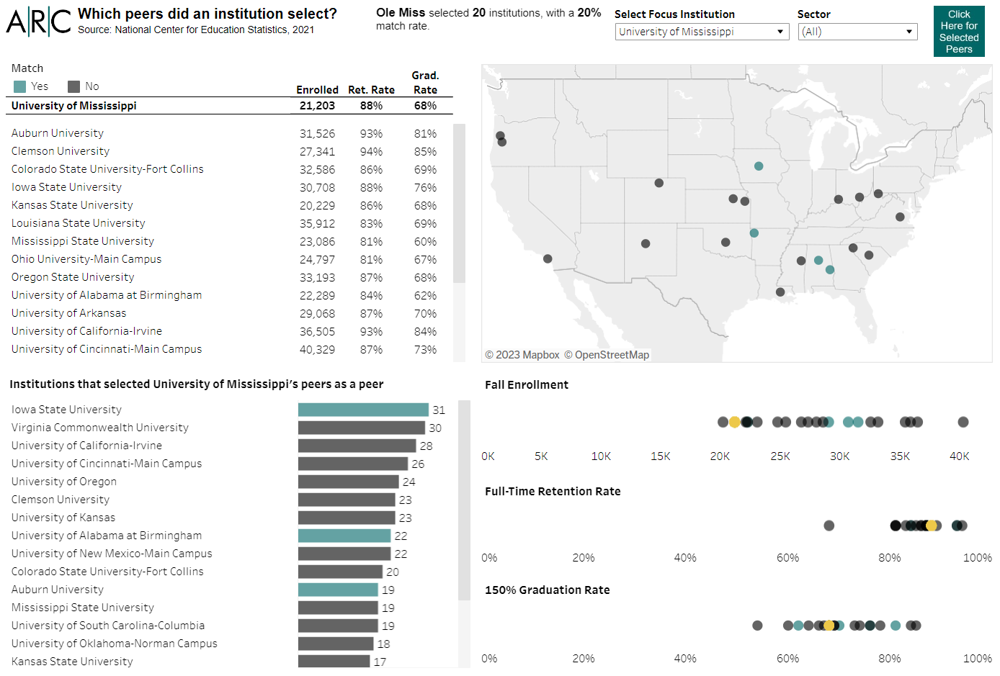 A|R|C
Which peers did an institution select?
Source: National Center for Education Statistics, 2021
Ole Miss selected 20 institutions, with a 20%
match rate.
Select Focus Institution
University of Mississippi
Sector
(All)
Click
Here for
Selected
Peers
Match
Yes No
Enrolled Ret. Rate Grad. Rate
University of Mississippi 21,203 88% 68%
Auburn University 31,526 93% 81%
Clemson University 27,341 94% 85%
Colorado State University-Fort Collins 32,586 86% 69%
Iowa State University 30,708 88% 76%
Kansas State University 20,229 86% 68%
Louisiana State University 35,912 83% 69%
Mississippi State University 23,086 81% 60%
Ohio University-Main Campus 24,797 81% 67%
Oregon State University 33,193 87% 68%
University of Alabama at Birmingham 22,289 84% 62%
University of Arkansas 29,068 87% 70%
University of California-Irvine 36,505 93% 84%
University of Cincinnati-Main Campus 40,329 87% 73%
© 2023 Mapbox © OpenStreetMap
Institutions that selected University of Mississippi's peers as a peer
Iowa State University 31
Virginia Commonwealth University 30
University of California-Irvine 28
University of Cincinnati-Main Campus 26
University of Oregon 24
Clemson University 23
University of Kansas 23
University of Alabama at Birmingham 22
University of New Mexico-Main Campus 22
Colorado State University-Fort Collins 20
Auburn University 19
Mississippi State University 19
University of South Carolina-Columbia 19
University of Oklahoma-Norman Campus 18
Kansas State University 17
Fall Enrollment
0K 5K 10K 15K 20K 25K 30K 35K 40K
Full-Time Retention Rate
0% 20% 40% 60% 80% 100%
150% Graduation Rate
0% 20% 40% 60% 80% 100%